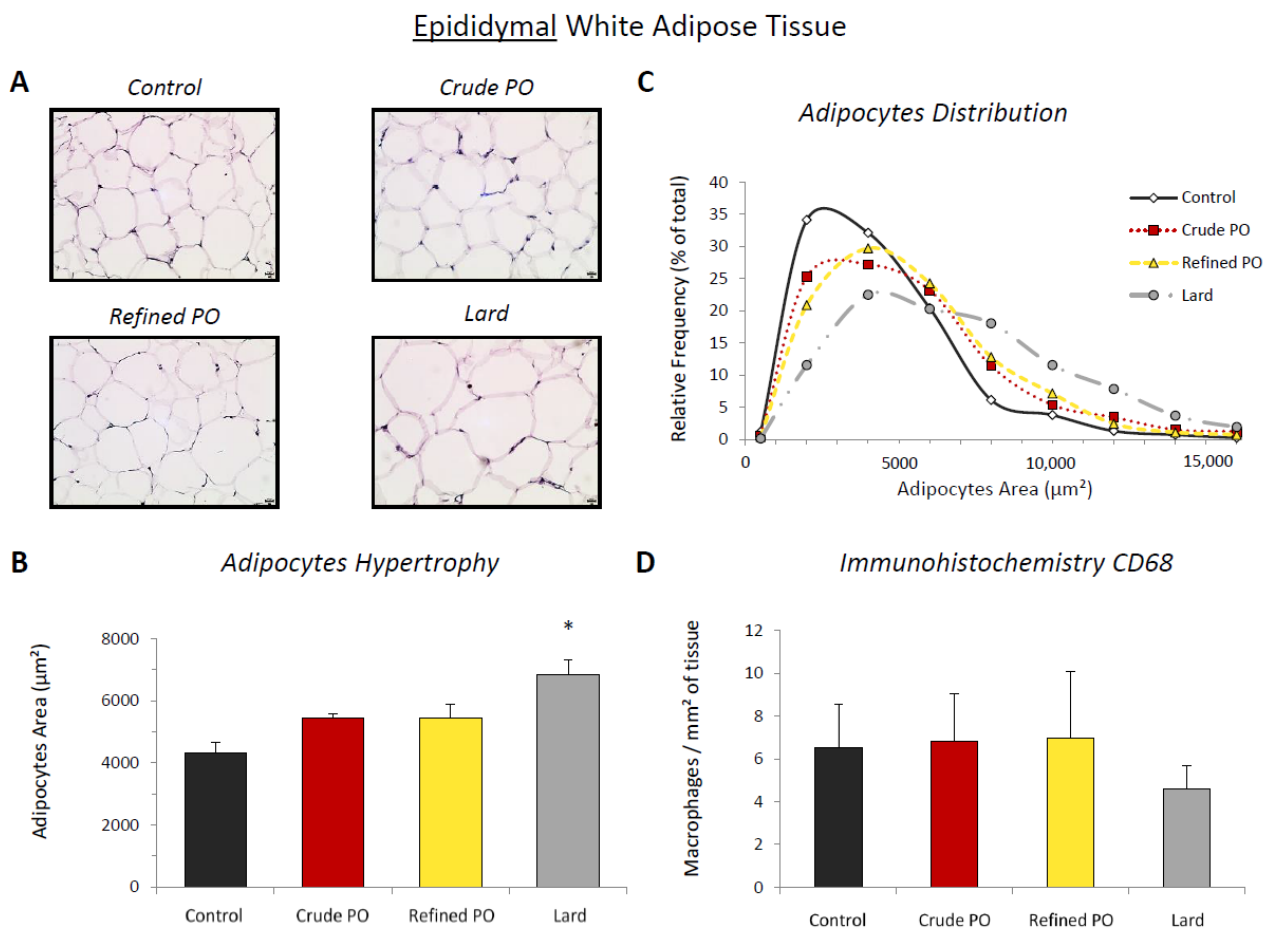 Epididymal White Adipose Tissue
A
Control
Crude PO
Refined PO
Lard
C
Adipocytes Distribution
Relative Frequency (% of total)
40
35
30
25
20
15
10
5
0
0
5000
10,000
15,000
Adipocytes Area (µm²)
Control
Crude PO
Refined PO
Lard
B
Adipocytes Hypertrophy
Adipocytes Area (µm²)
8000
6000
4000
2000
0
*
Control
Crude PO
Refined PO
Lard
D
Immunohistochemistry CD68
Macrophages / mm² of tissue
12
10
8
6
4
2
0
Control
Crude PO
Refined PO
Lard